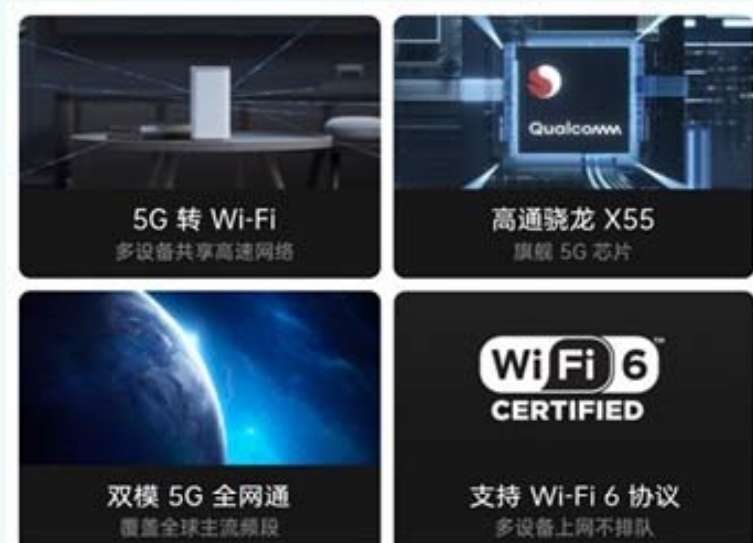 Qualcomm
5G 转 Wi-Fi
多设备共享高速网络
高通骁龙 X55
旗舰 5G 芯片
Wi Fi 6 ™
CERTIFIED
双模 5G 全网通
覆盖全球主流频段
支持 Wi-Fi 6 协议
多设备上网不排队